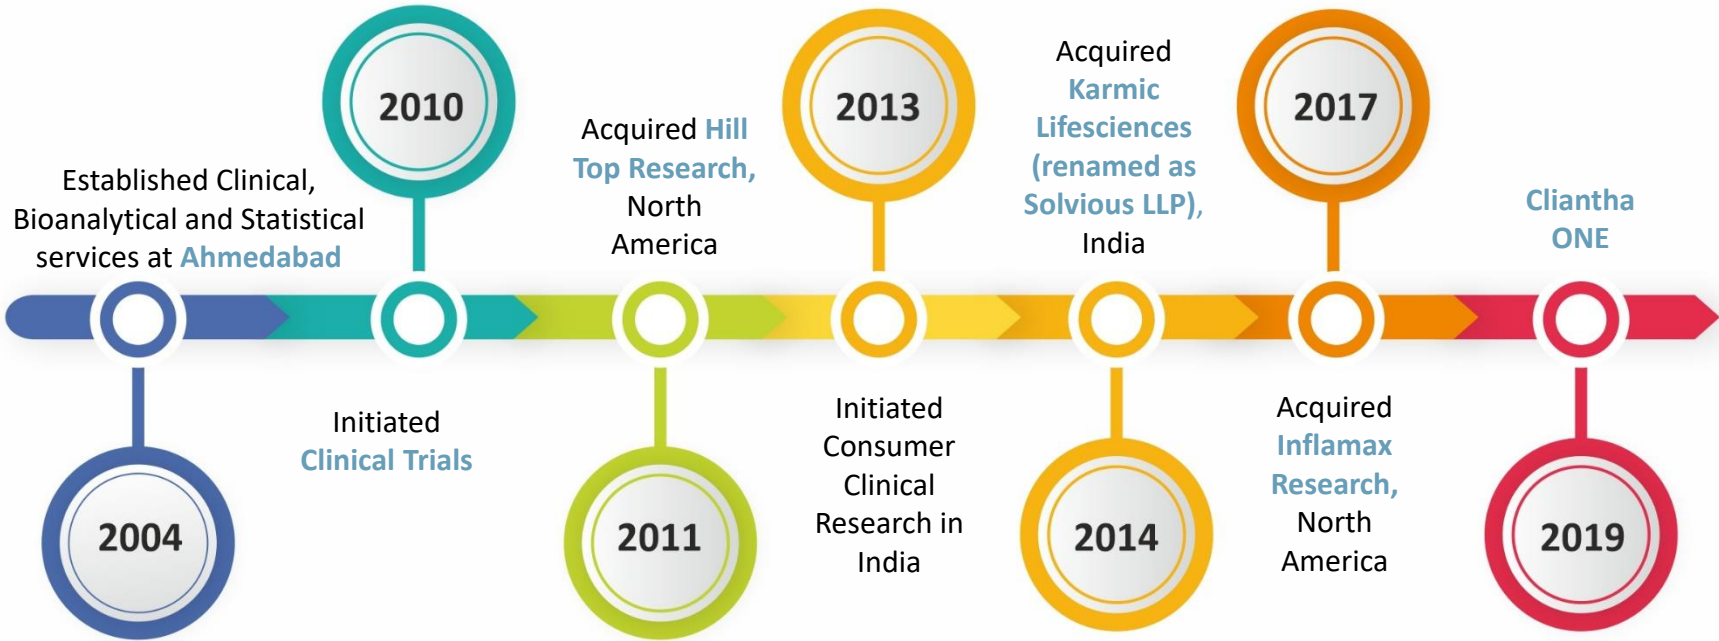 Established Clinical,
Bioanalytical and Statistical
services at Ahmedabad
2004
2010
Initiated
Clinical Trials
Acquired Hill
Top Research,
North
America
2011
2013
Initiated
Consumer
Clinical
Research in
India
Acquired
Karmic
Lifesciences
(renamed as
Solvious LLP),
India
2014
2017
Acquired
Inflamax
Research,
North
America
Cliantha
ONE
2019